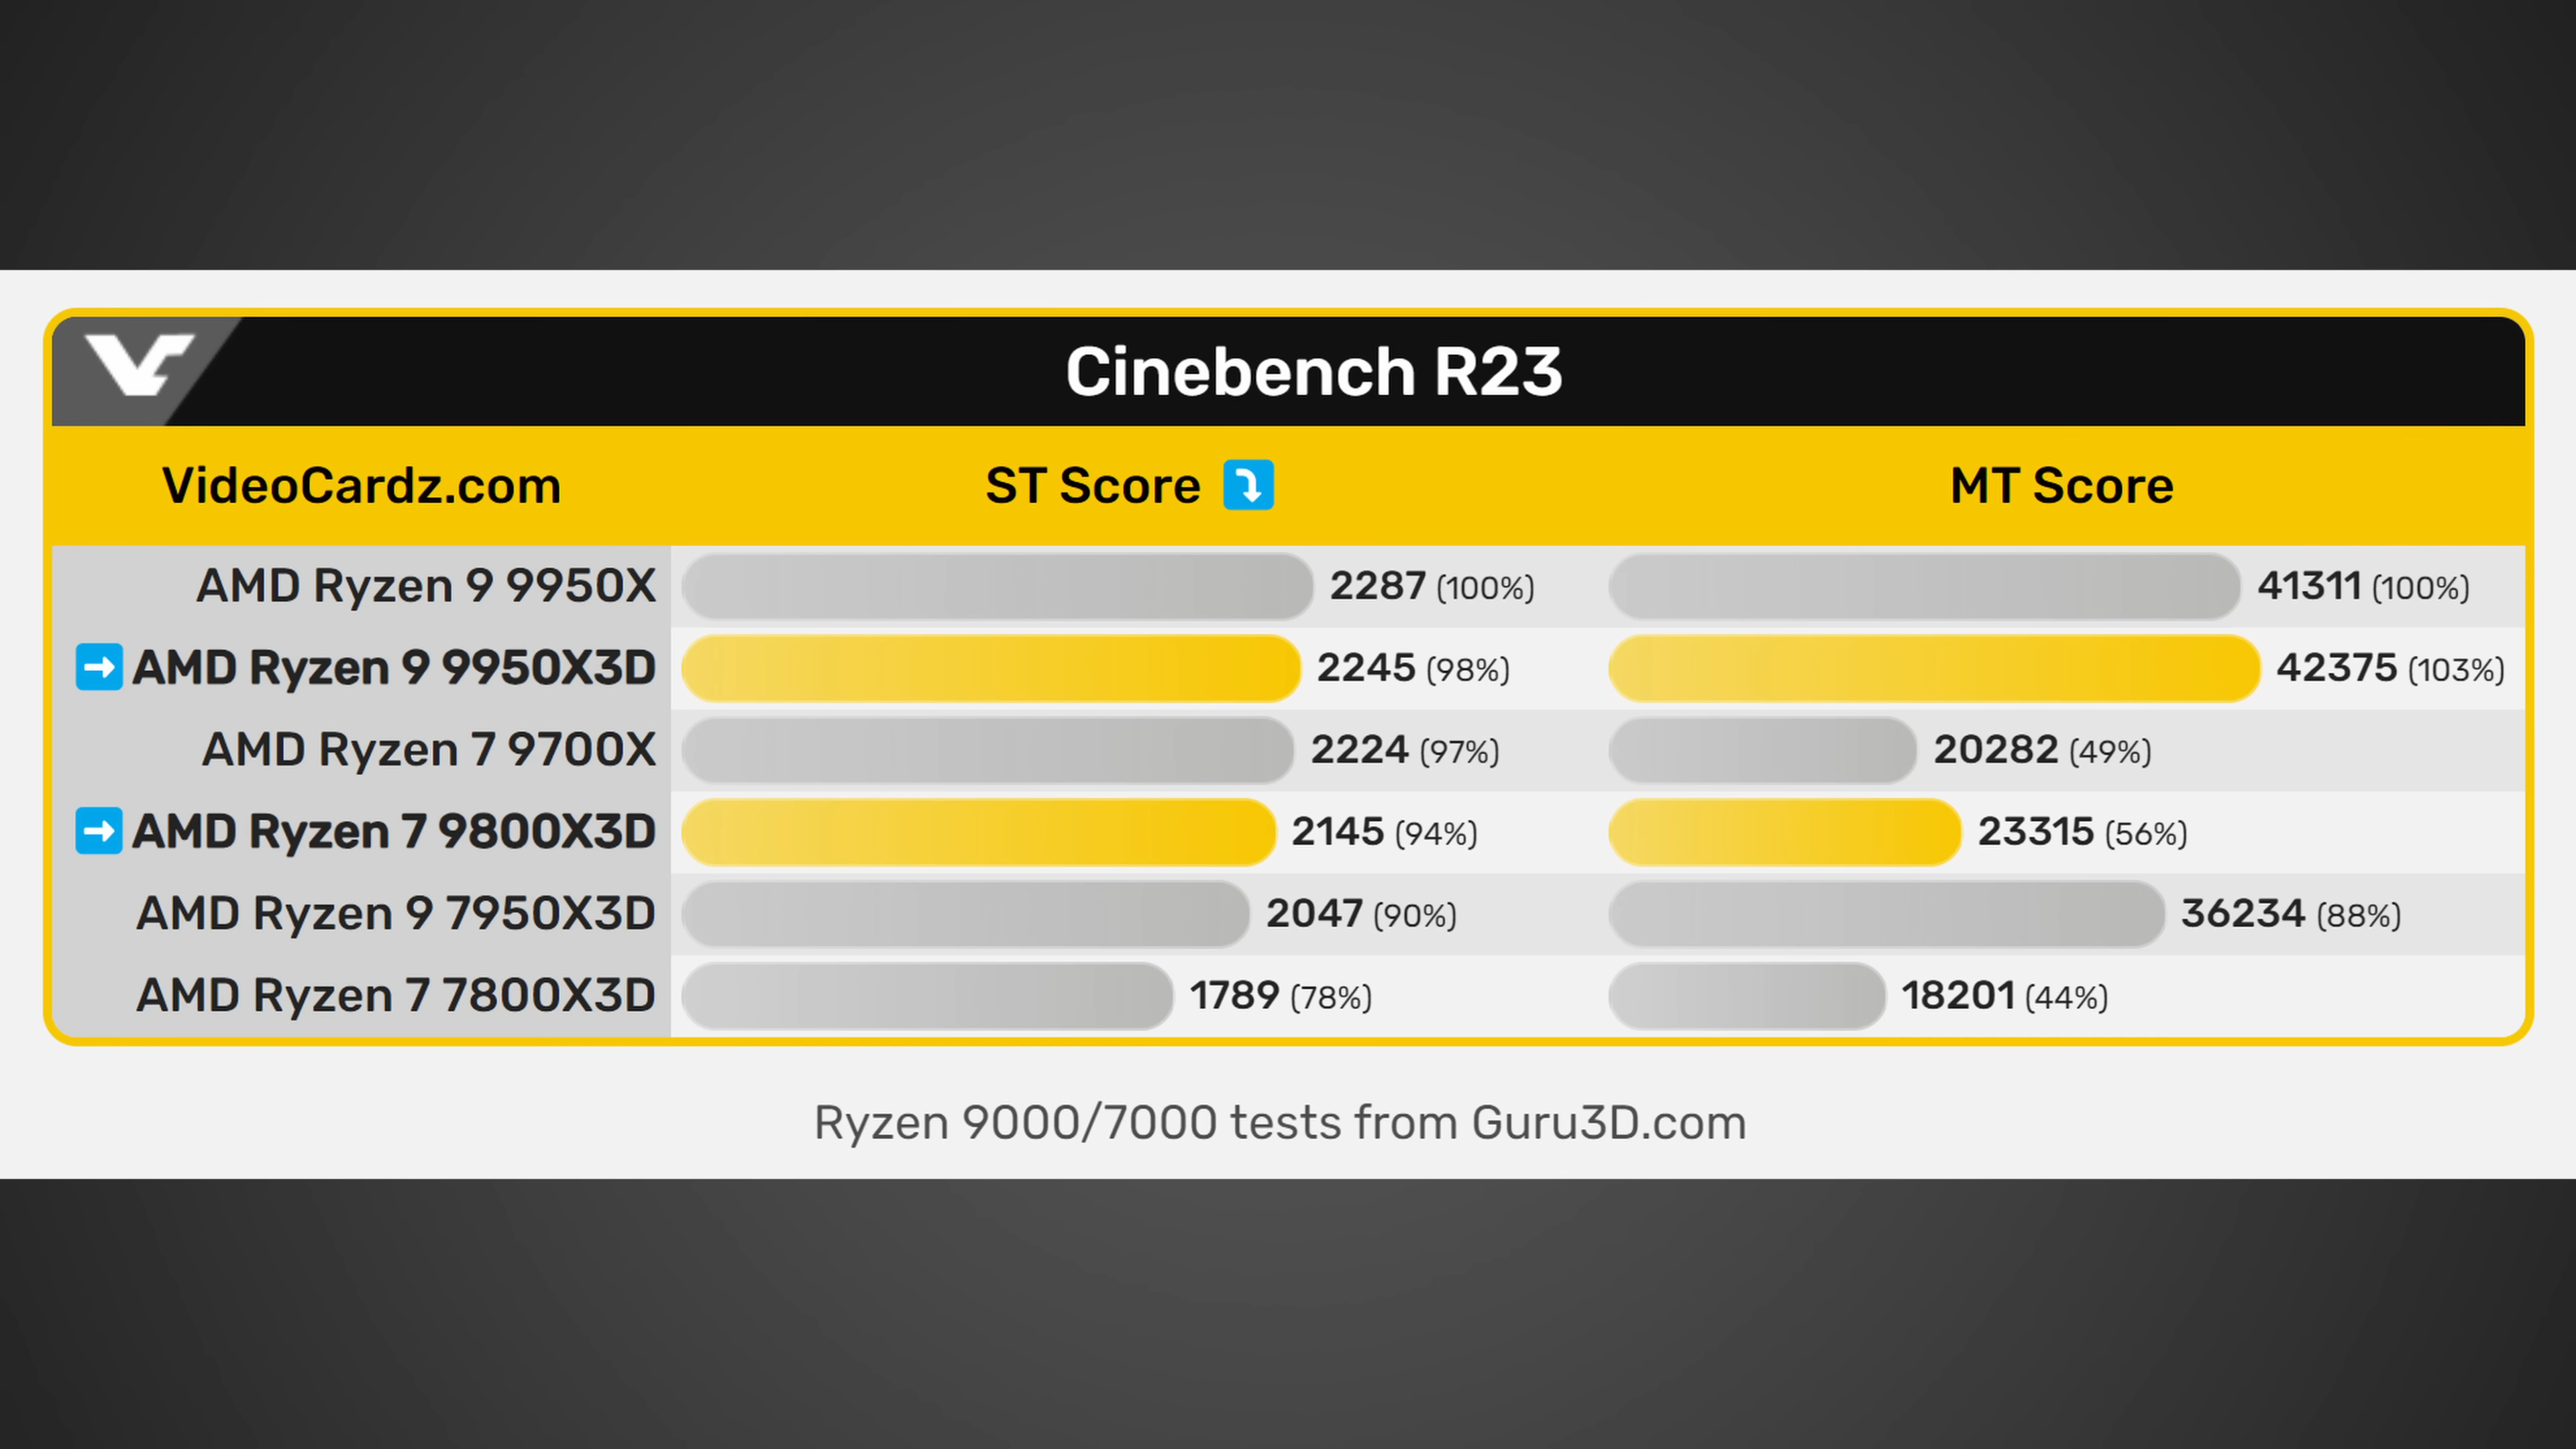 Cinebench R23
VideoCardz.com ST Score ⤵️ MT Score
AMD Ryzen 9 9950X 2287 (100%) 41311 (100%)
➡️ AMD Ryzen 9 9950X3D 2245 (98%) 42375 (103%)
AMD Ryzen 7 9700X 2224 (97%) 20282 (49%)
➡️ AMD Ryzen 7 9800X3D 2145 (94%) 23315 (56%)
AMD Ryzen 9 7950X3D 2047 (90%) 36234 (88%)
AMD Ryzen 7 7800X3D 1789 (78%) 18201 (44%)
Ryzen 9000/7000 tests from Guru3D.com